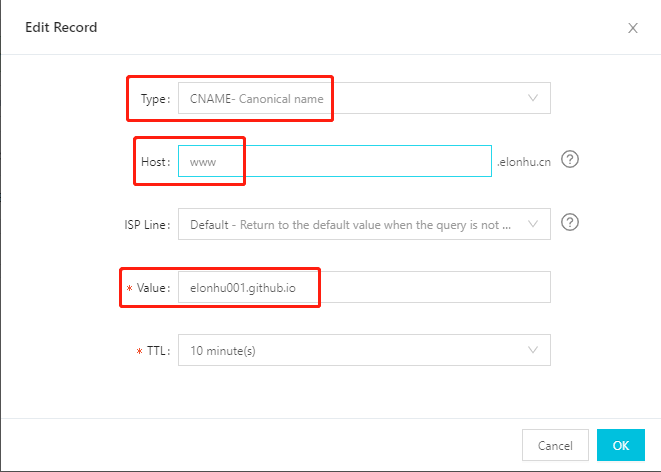 Edit Record
Type: CNAME- Canonical name
Host: www .elonhu.cn ?
ISP Line: Default - Return to the default value when the query is not ... ?
* Value: elonhu001.github.io
* TTL: 10 minute(s)
Cancel OK